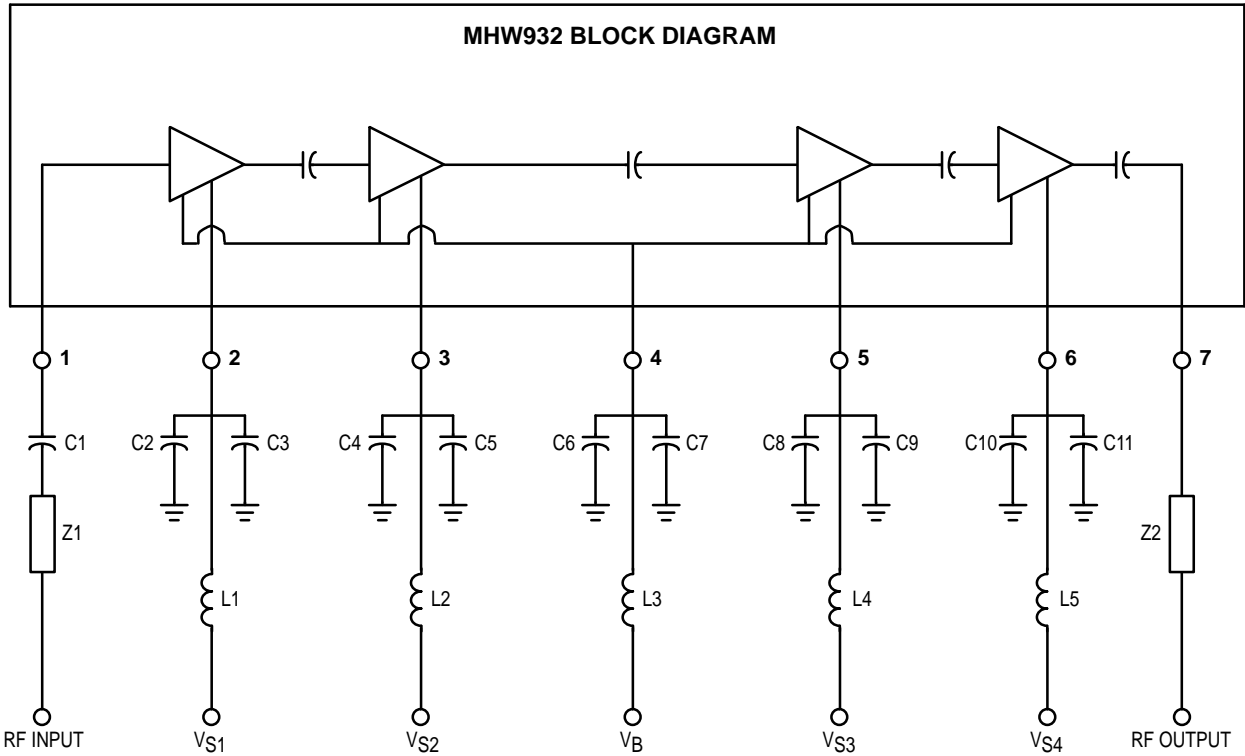 MHW932 BLOCK DIAGRAM
1
2
3
4
5
6
7
C1
C2
C3
C4
C5
C6
C7
C8
C9
C10
C11
Z1
Z2
L1
L2
L3
L4
L5
RF INPUT
VS1
VS2
VB
VS3
VS4
RF OUTPUT